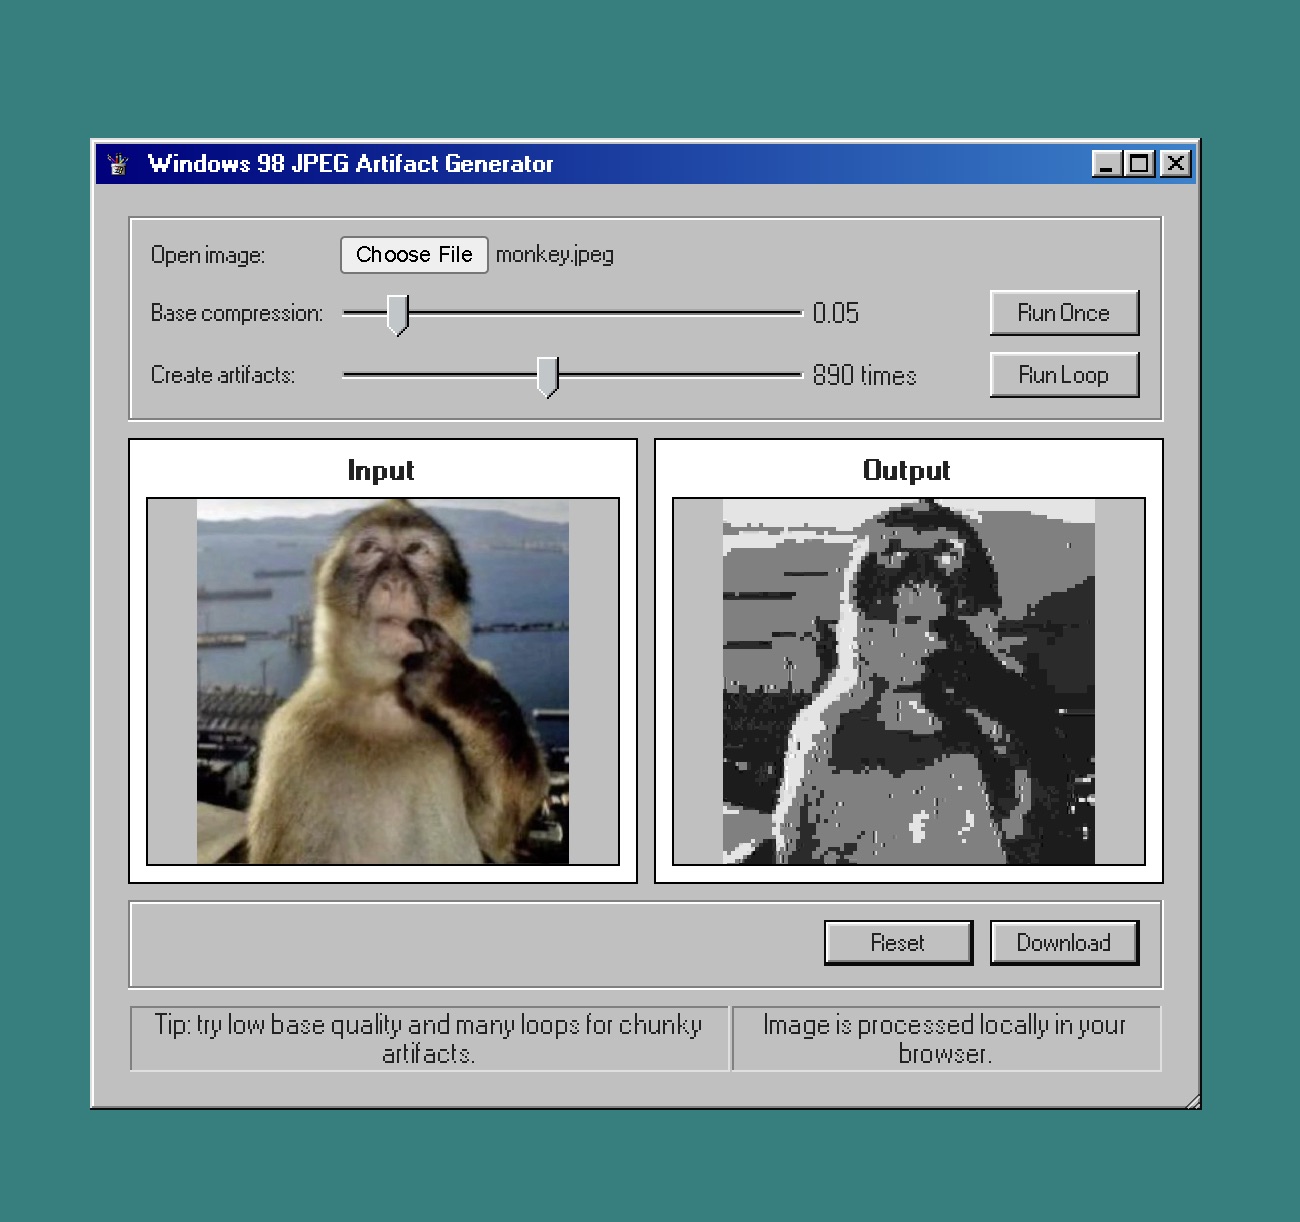 Windows 98 JPEG Artifact Generator
Open image: Choose File monkey.jpeg
Base compression: 0.05 Run Once
Create artifacts: 890 times Run Loop
Input Output
Reset Download
Tip: try low base quality and many loops for chunky
artifacts.
Image is processed locally in your
browser.